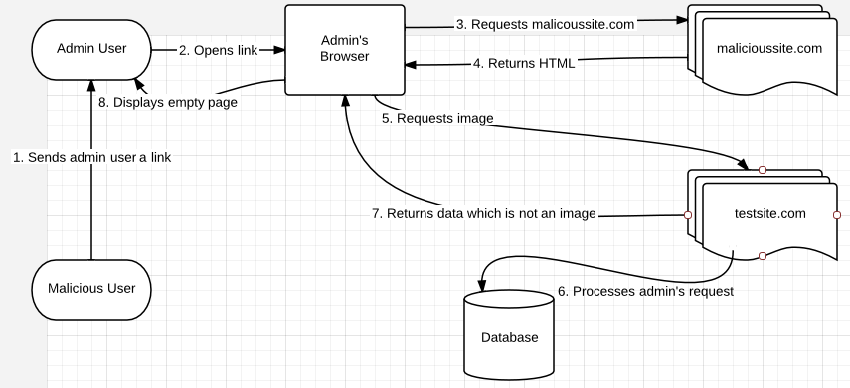 Admin User
2. Opens link
Admin's
Browser
3. Requests malicoussite.com
malicioussite.com
4. Returns HTML
8. Displays empty page
5. Requests image
1. Sends admin user a link
7. Returns data which is not an image
testsite.com
Malicious User
6. Processes admin's request
Database